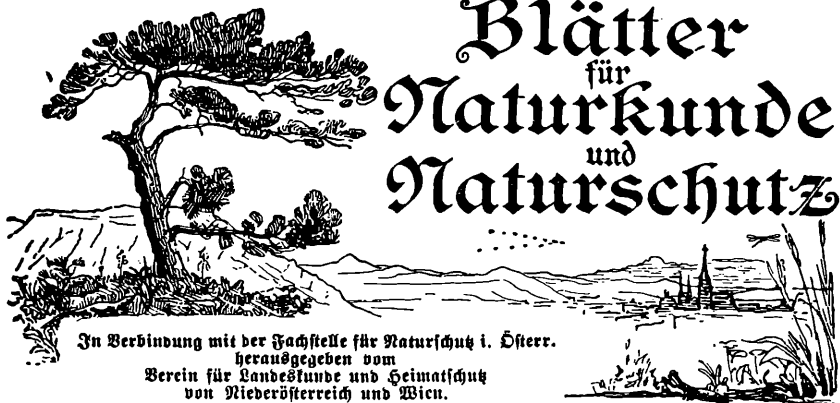 Blätter
für
Naturkunde
und
Naturschutz
In Verbindung mit der Fachstelle für Naturschutz i. Österr.
herausgegeben vom
Verein für Landeskunde und Heimatschutz
von Niederösterreich und Wien.